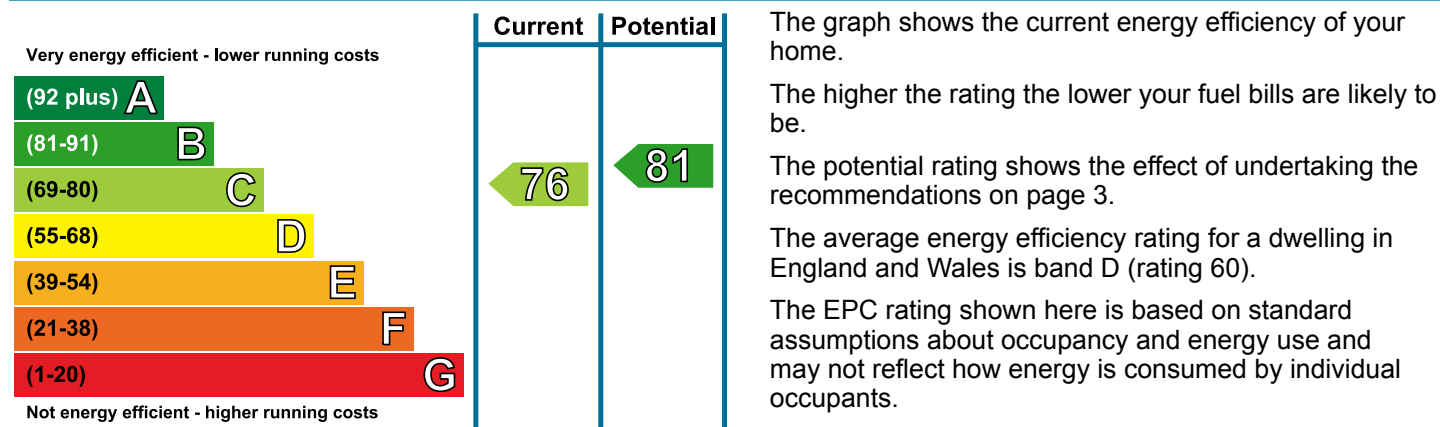 Current Potential
Very energy efficient - lower running costs
(92 plus) A
(81-91) B
(69-80) C
(55-68) D
(39-54) E
(21-38) F
(1-20) G
Not energy efficient - higher running costs
76
81
The graph shows the current energy efficiency of your
home.
The higher the rating the lower your fuel bills are likely to
be.
The potential rating shows the effect of undertaking the
recommendations on page 3.
The average energy efficiency rating for a dwelling in
England and Wales is band D (rating 60).
The EPC rating shown here is based on standard
assumptions about occupancy and energy use and
may not reflect how energy is consumed by individual
occupants.